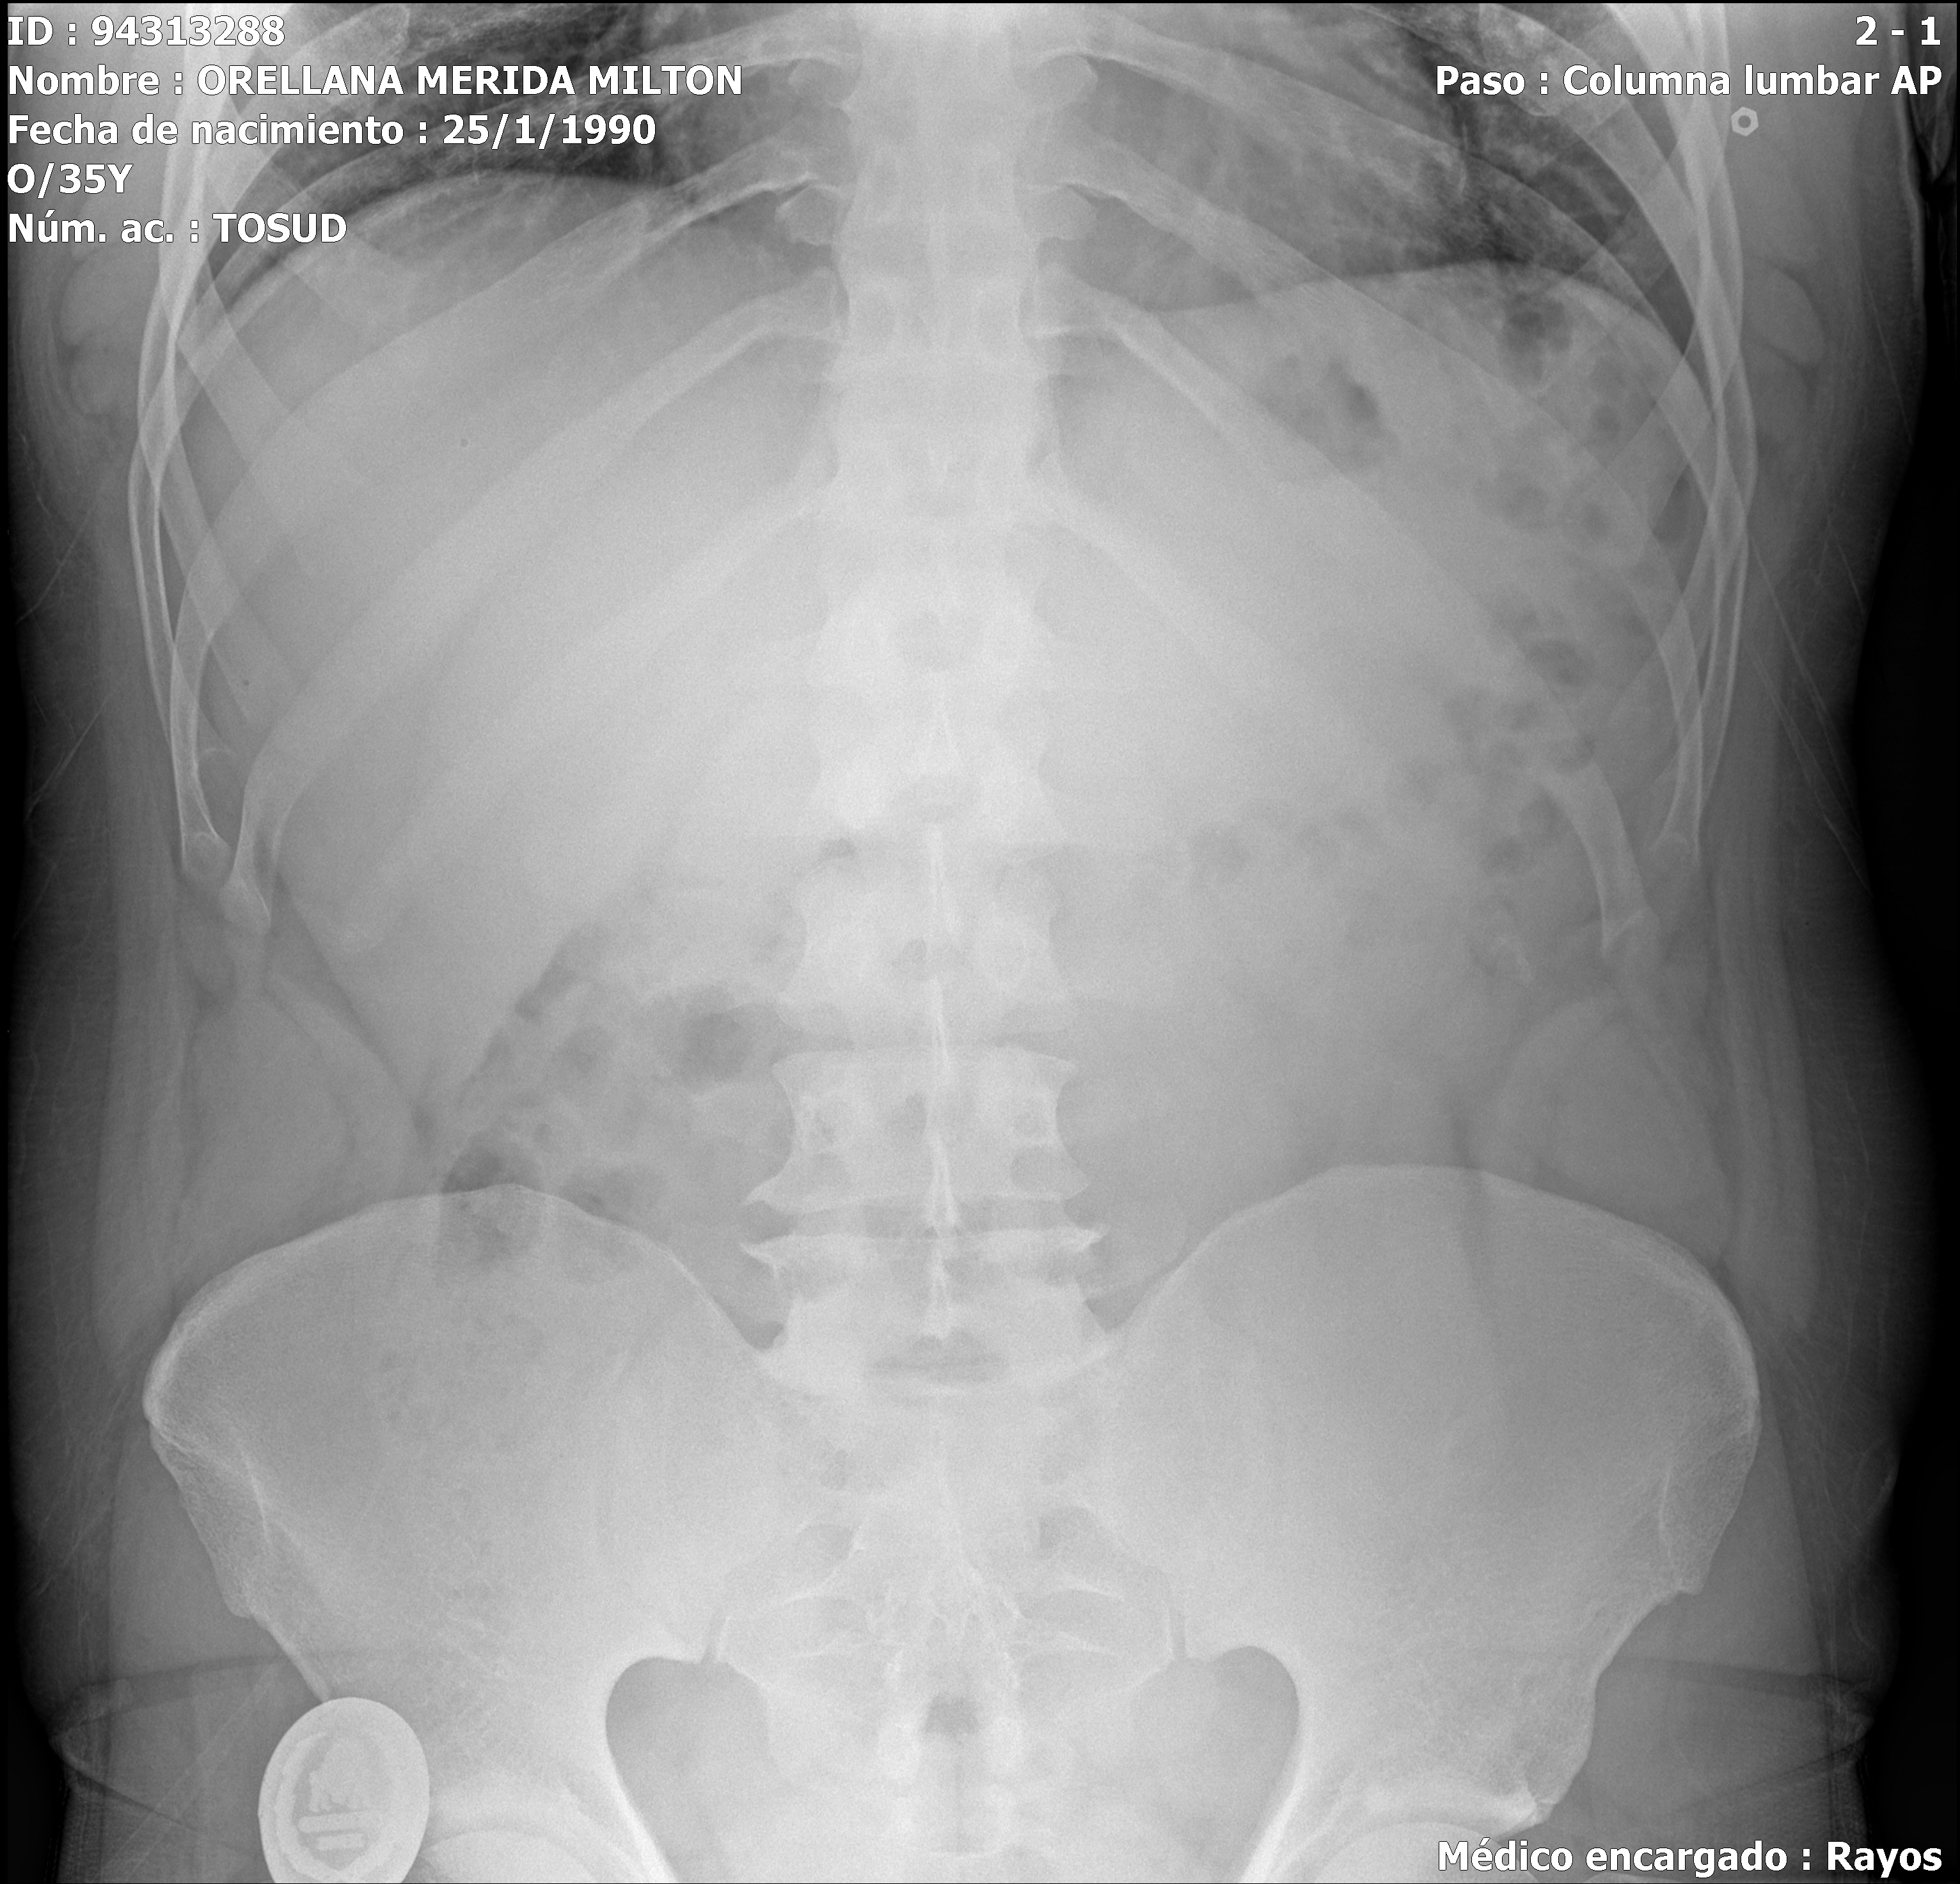 ID : 94313288
Nombre : ORELLANA MERIDA MILTON
Fecha de nacimiento : 25/1/1990
O/35Y
Núm. ac. : TOSUD
2 - 1
Paso : Columna lumbar AP
Médico encargado : Rayos